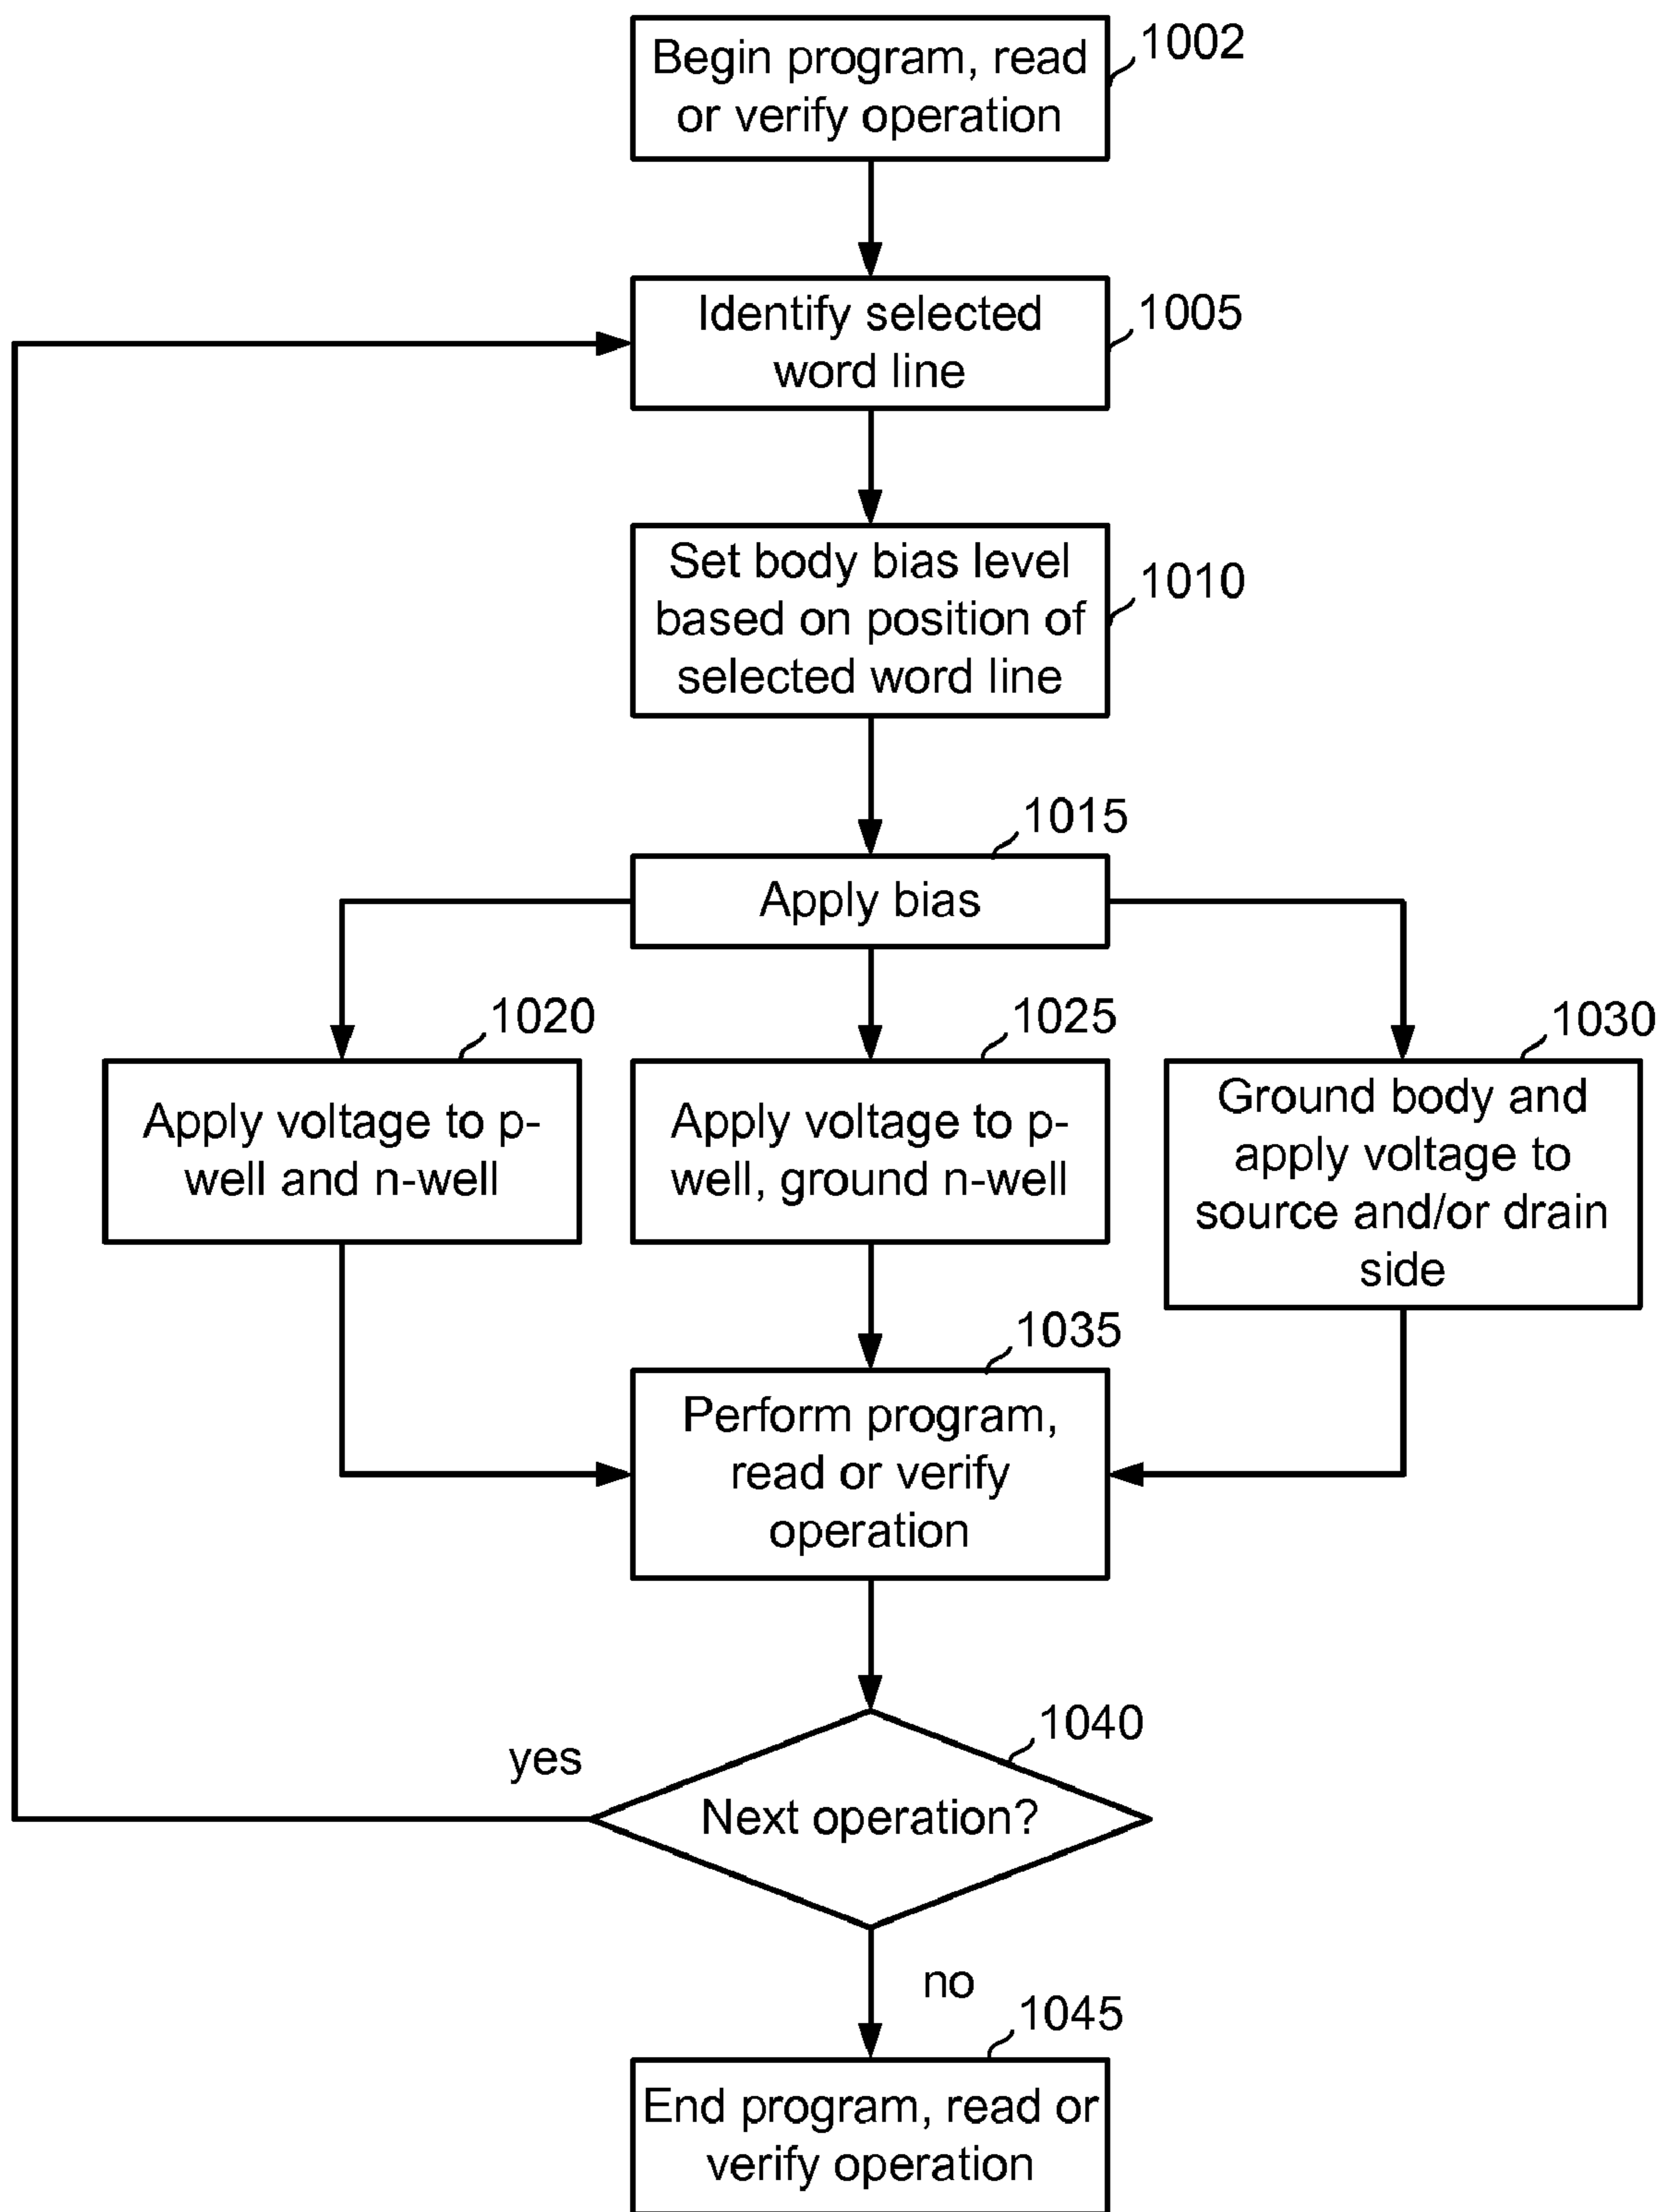 Begin program, read
or verify operation
1002
Identify selected
word line
1005
Set body bias level
based on position of
selected word line
1010
1015
Apply bias
1020
Apply voltage to p-
well and n-well
1025
Apply voltage to p-
well, ground n-well
1030
Ground body and
apply voltage to
source and/or drain
side
1035
Perform program,
read or verify
operation
1040
yes
Next operation?
no
1045
End program, read or
verify operation